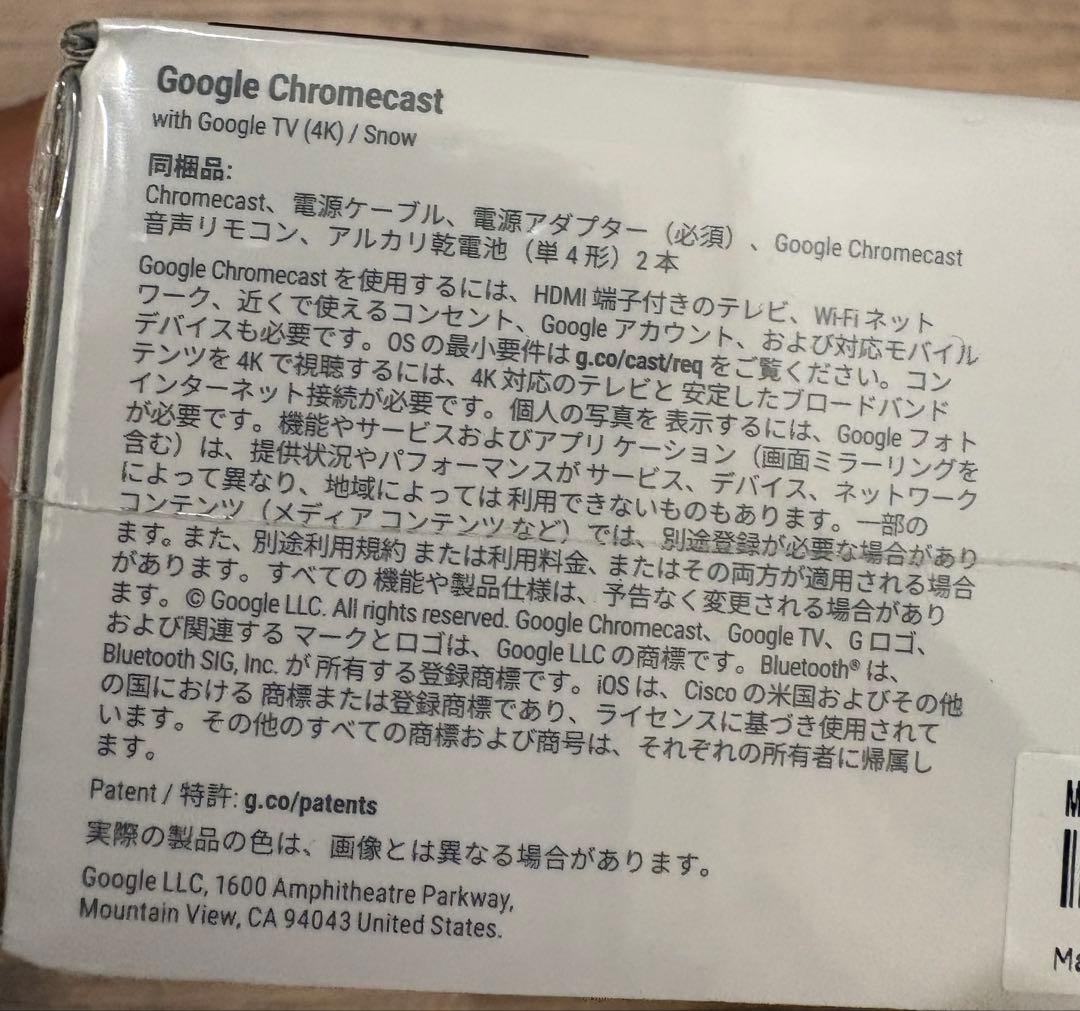 Google Chromecast
with Google TV (4K) / Snow
同梱品:
Chromecast、電源ケーブル、電源アダプター（必須）、Google Chromecast
音声リモコン、アルカリ乾電池（単4形）2本
Google Chromecast を使用するには、HDMI 端子付きのテレビ、Wi-Fi ネット
ワーク、近くで使えるコンセント、Google アカウント、および対応モバイル
デバイスも必要です。OS の最小要件は g.co/cast/req をご覧ください。コン
テンツを 4K で視聴するには、4K 対応のテレビと 安定したブロードバンド
インターネット接続が必要です。個人の写真を 表示するには、Google フォト
が必要です。機能やサービスおよびアプリ ケーション（画面ミラーリングを
含む）は、提供状況やパフォーマンスが サービス、デバイス、ネットワーク
によって異なり、地域によっては 利用できないものもあります。一部の
コンテンツ（メディア コンテンツ など）では、別途登録が必要な場合があり
ます。また、別途利用規約 または利用料金、またはその両方が適用される場合
があります。すべての 機能や製品仕様は、予告なく変更される場合があり
ます。© Google LLC. All rights reserved. Google Chromecast、Google TV、G ロゴ、
および関連する マークとロゴは、Google LLC の商標です。Bluetooth® は、
Bluetooth SIG, Inc. が 所有する登録商標です。iOS は、Cisco の米国およびその他
の国における 商標または登録商標であり、ライセンスに基づき使用されて
います。その他のすべての商標および商号は、それぞれの所有者に帰属し
ます。
Patent / 特許: g.co/patents
実際の製品の色は、画像とは異なる場合があります。
Google LLC, 1600 Amphitheatre Parkway,
Mountain View, CA 94043 United States.